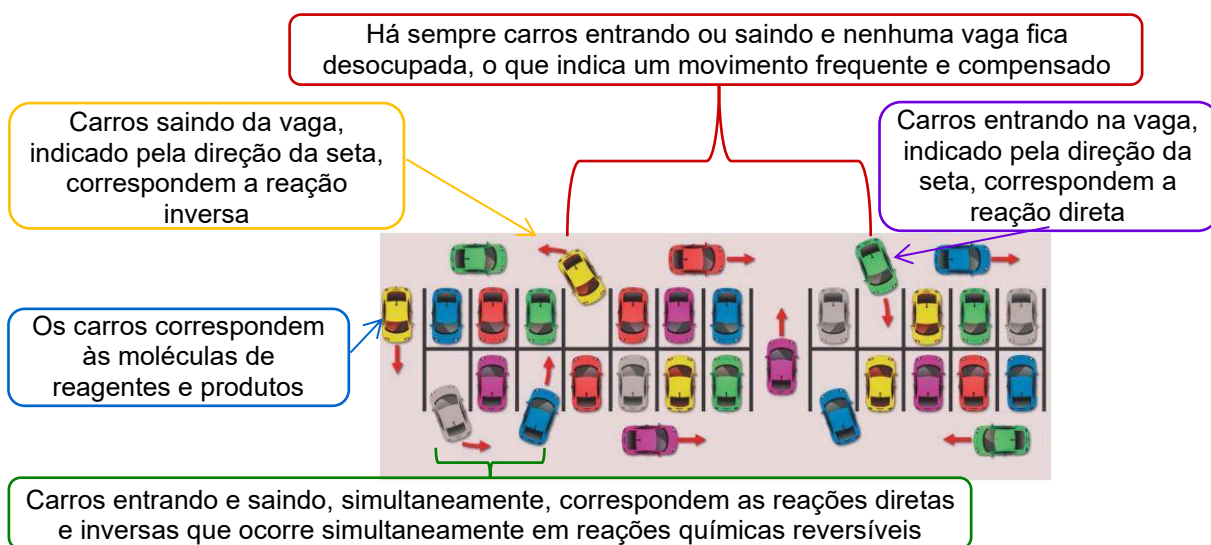 Há sempre carros entrando ou saindo e nenhuma vaga fica
desocupada, o que indica um movimento frequente e compensado
Carros saindo da vaga,
indicado pela direção da seta,
correspondem a reação
inversa
Carros entrando na vaga,
indicado pela direção da
seta, correspondem a
reação direta
Os carros correspondem
às moléculas de
reagentes e produtos
Carros entrando e saindo, simultaneamente, correspondem as reações diretas
e inversas que ocorre simultaneamente em reações químicas reversíveis